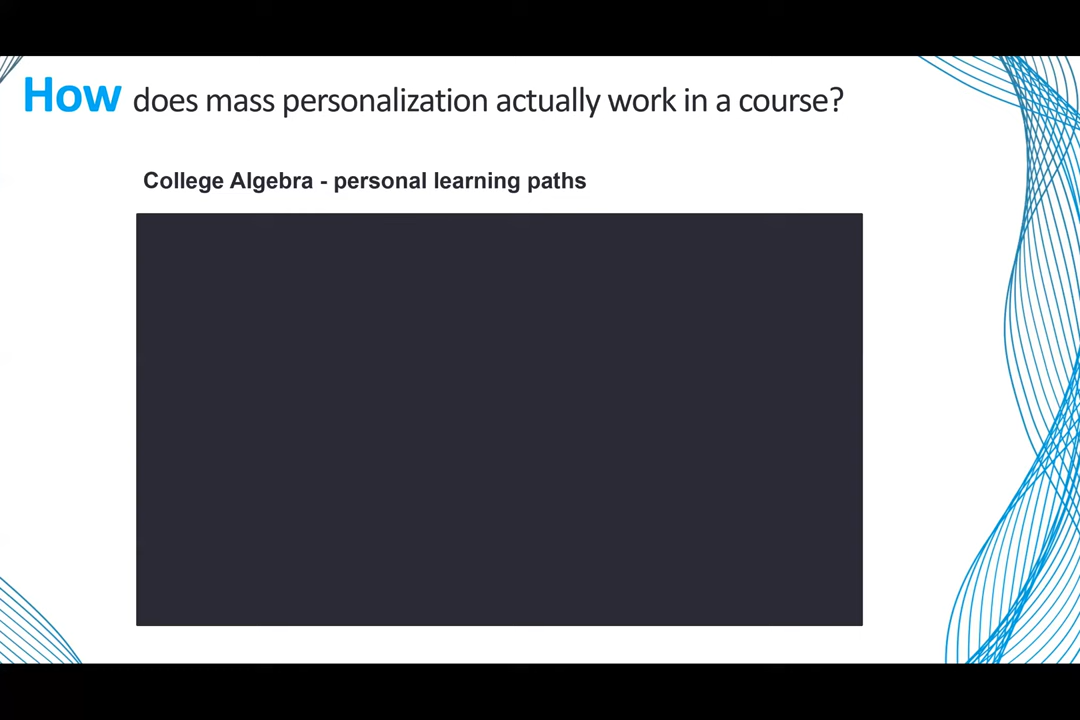 How does mass personalization actually work in a course?
College Algebra - personal learning paths